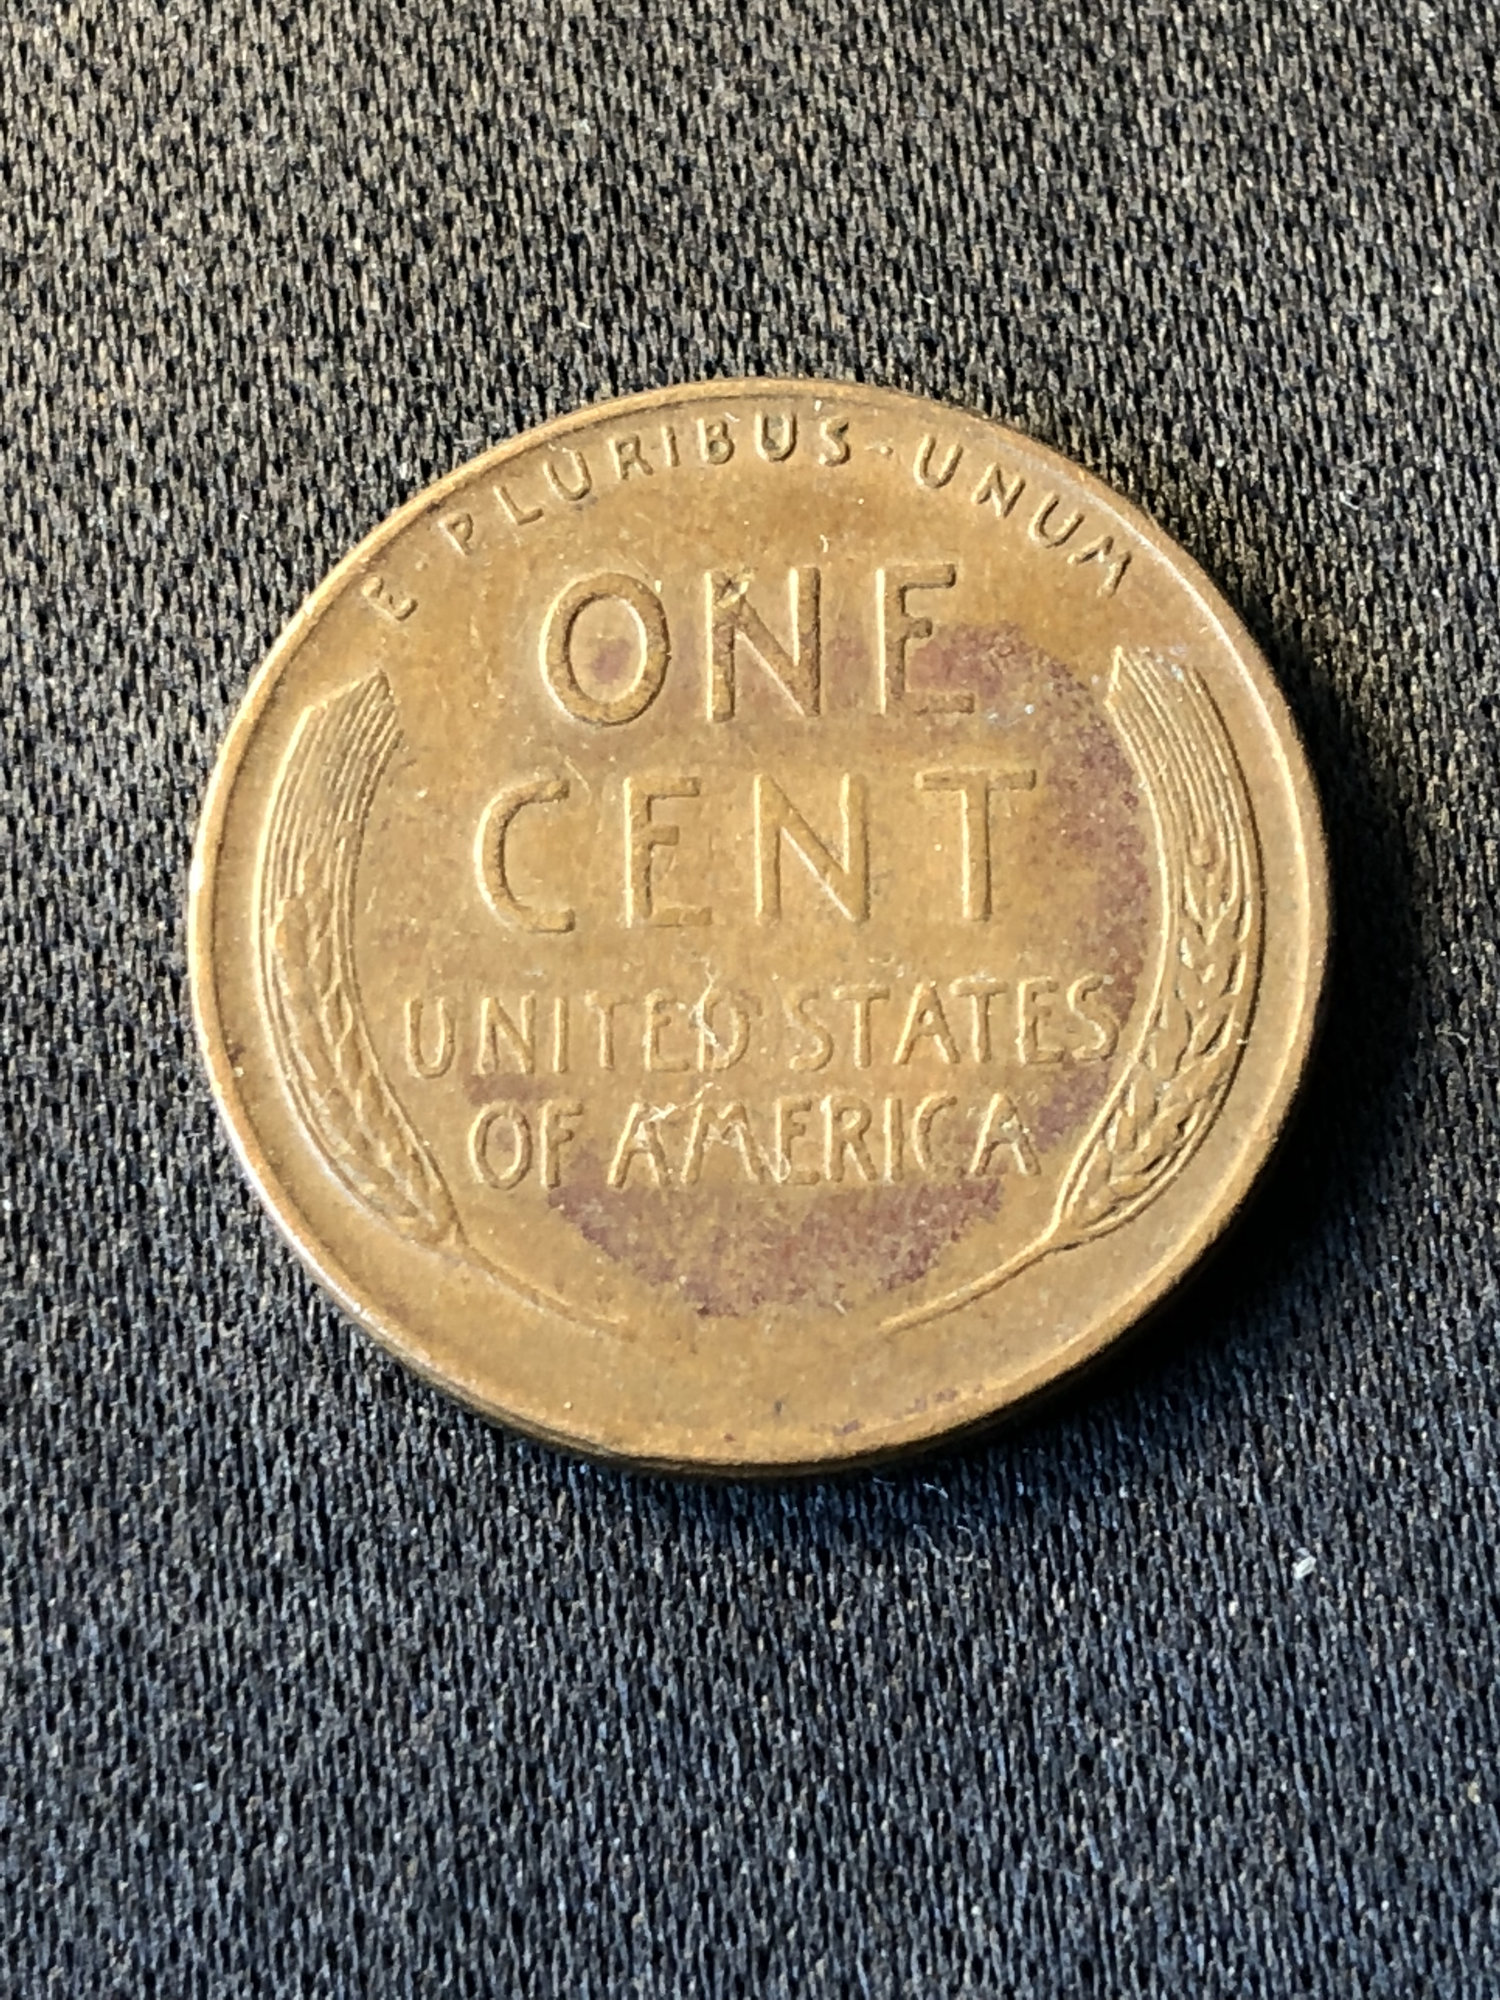 E·PLURIBUS·UNUM
ONE
CENT
UNITED STATES
OF AMERICA